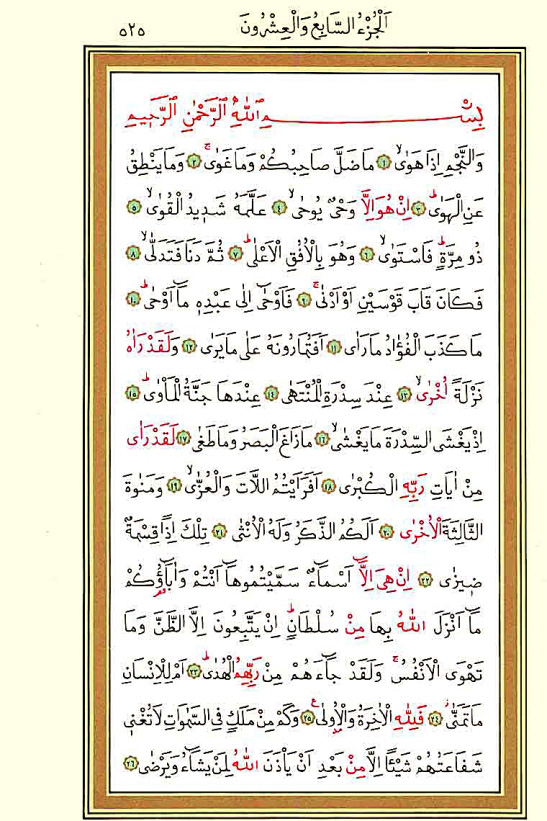 اَلْجُزْءُ السَّابِعُ وَالْعِشْرُونَ ٥٢٥
بِسْمِ اللّٰهِ الرَّحْمٰنِ الرَّحِيمِ
وَالنَّجْمِ اِذَا هَوٰىۙ ﴿١﴾ مَا ضَلَّ صَاحِبُكُمْ وَمَا غَوٰىۚ ﴿٢﴾ وَمَا يَنْطِقُ
عَنِ الْهَوٰىۜ ﴿٣﴾ اِنْ هُوَ اِلَّا وَحْيٌ يُوحٰىۙ ﴿٤﴾ عَلَّمَهُ شَدِيدُ الْقُوٰىۙ ﴿٥﴾
ذُو مِرَّةٍۜ فَاسْتَوٰىۙ ﴿٦﴾ وَهُوَ بِالْاُفُقِ الْاَعْلٰىۜ ﴿٧﴾ ثُمَّ دَنَا فَتَدَلّٰىۙ ﴿٨﴾
فَكَانَ قَابَ قَوْسَيْنِ اَوْ اَدْنٰىۚ ﴿٩﴾ فَاَوْحٰٓى اِلٰى عَبْدِهِ مَٓا اَوْحٰىۜ ﴿١٠﴾
مَا كَذَبَ الْفُؤٰادُ مَا رَاٰى ﴿١١﴾ اَفَتُمَارُونَهُ عَلٰى مَا يَرٰى ﴿١٢﴾ وَلَقَدْ رَاٰهُ
نَزْلَةً اُخْرٰىۙ ﴿١٣﴾ عِنْدَ سِدْرَةِ الْمُنْتَهٰى ﴿١٤﴾ عِنْدَهَا جَنَّةُ الْمَأْوٰىۜ ﴿١٥﴾
اِذْ يَغْشَى السِّدْرَةَ مَا يَغْشٰىۙ ﴿١٦﴾ مَا زَاغَ الْبَصَرُ وَمَا طَغٰى ﴿١٧﴾ لَقَدْ رَاٰى
مِنْ اٰيَاتِ رَبِّهِ الْكُبْرٰى ﴿١٨﴾ اَفَرَاَيْتُمُ اللَّاتَ وَالْعُزّٰىۙ ﴿١٩﴾ وَمَنٰوةَ
الثَّالِثَةَ الْاُخْرٰى ﴿٢٠﴾ اَلَكُمُ الذَّكَرُ وَلَهُ الْاُنْثٰى ﴿٢١﴾ تِلْكَ اِذًا قِسْمَةٌ
ضِيزٰى ﴿٢٢﴾ اِنْ هِيَ اِلَّٓا اَسْمَٓاءٌ سَمَّيْتُمُوهَٓا اَنْتُمْ وَاٰبَٓاؤُ۬كُمْ
مَٓا اَنْزَلَ اللّٰهُ بِهَا مِنْ سُلْطَانٍۜ اِنْ يَتَّبِعُونَ اِلَّا الظَّنَّ وَمَا
تَهْوَى الْاَنْفُسُۚ وَلَقَدْ جَٓاءَهُمْ مِنْ رَبِّهِمُ الْهُدٰىۜ ﴿٢٣﴾ اَمْ لِلْاِنْسَانِ
مَا تَمَنّٰىۘ ﴿٢٤﴾ فَلِلّٰهِ الْاٰخِرَةُ وَالْاُو۫لٰى۟ ﴿٢٥﴾ وَكَمْ مِنْ مَلَكٍ فِي السَّمٰوَاتِ لَا تُغْنِي
شَفَاعَتُهُمْ شَيْـًٔا اِلَّا مِنْ بَعْدِ اَنْ يَأْذَنَ اللّٰهُ لِمَنْ يَشَٓاءُ وَيَرْضٰى ﴿٢٦﴾